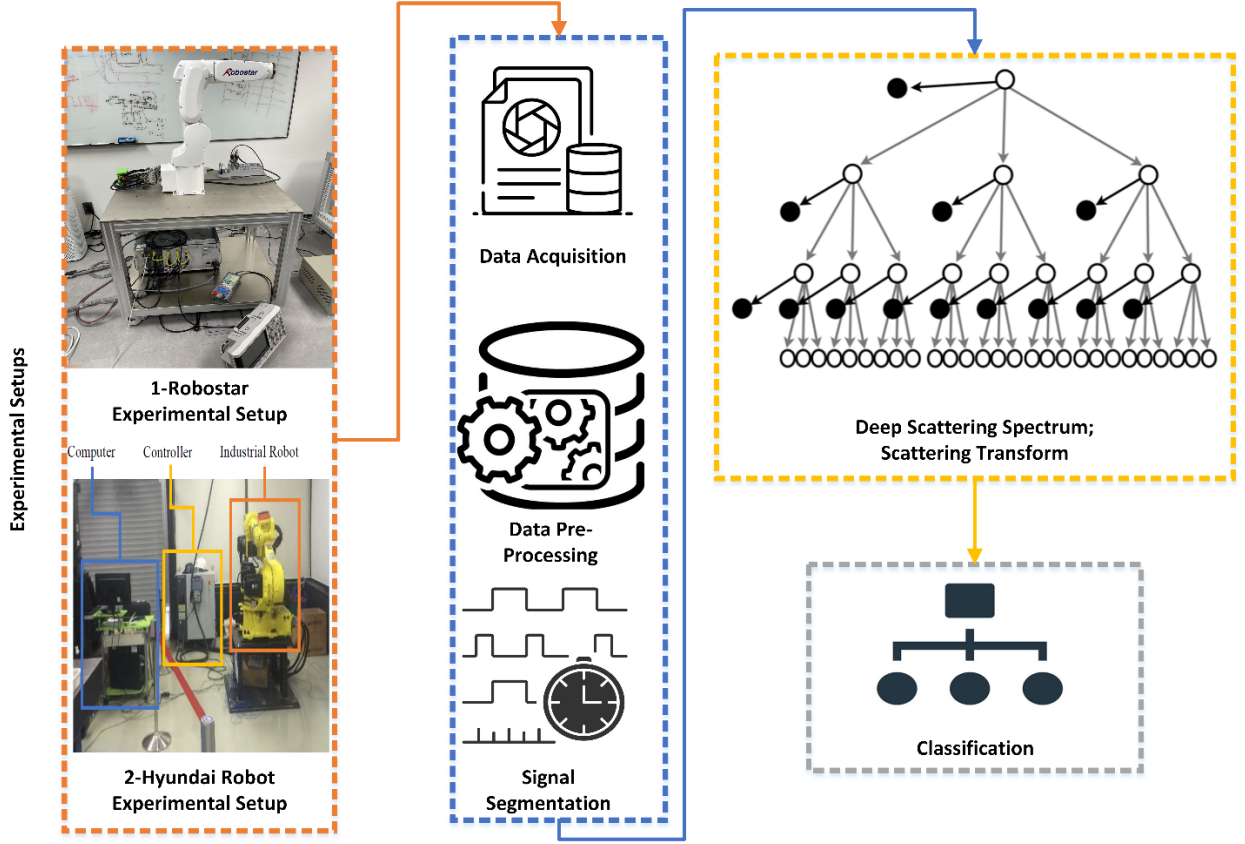 Experimental Setups
Robostar
1-Robostar
Experimental Setup
Computer
Controller
Industrial Robot
2-Hyundai Robot
Experimental Setup
Data Acquisition
Data Pre-
Processing
Signal
Segmentation
Deep Scattering Spectrum;
Scattering Transform
Classification